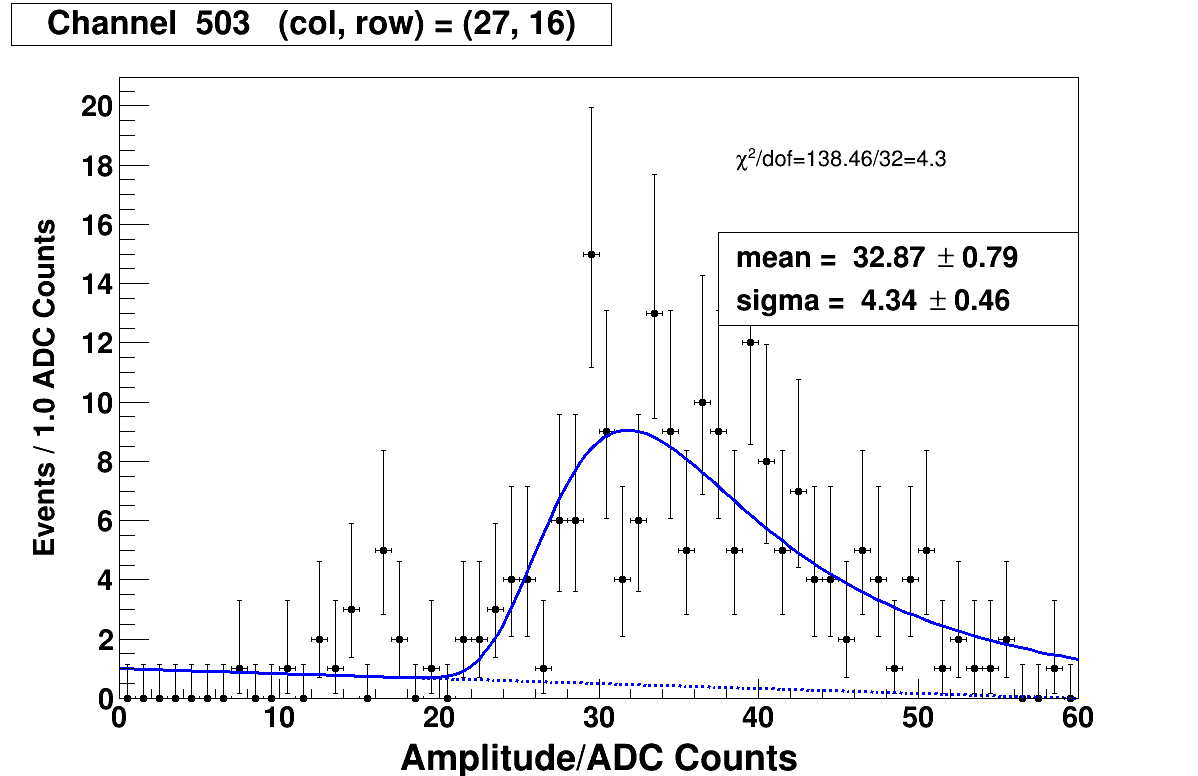 Channel  503   (col, row) = (27, 16)
20
18
16
14
12
10
8
6
4
2
0
Events / 1.0 ADC Counts
χ²/dof=138.46/32=4.3
mean =  32.87 ± 0.79
sigma =  4.34 ± 0.46
0 10 20 30 40 50 60
Amplitude/ADC Counts